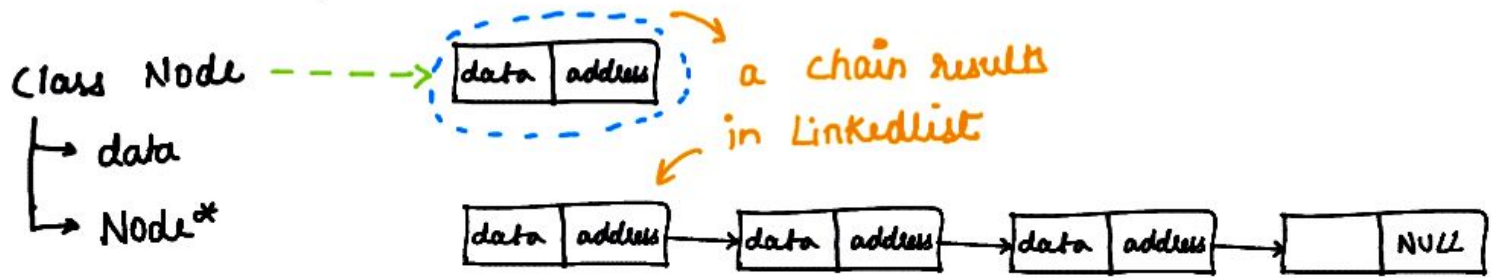 Class Node
data
Node*
data address
a chain results
in Linkedlist
data address data address data address NULL